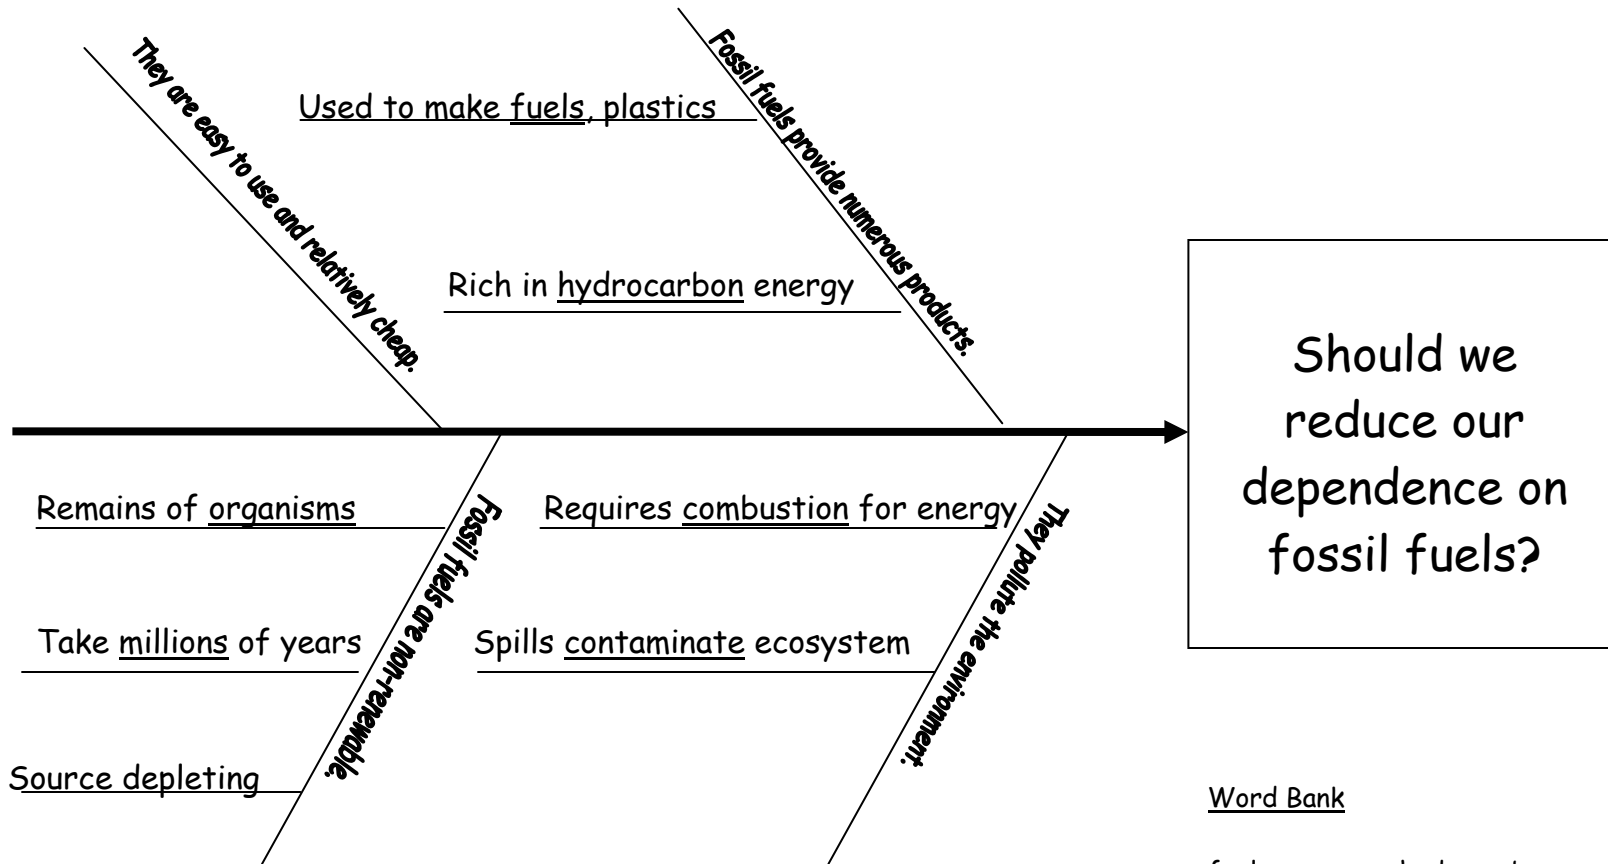 They are easy to use and relatively cheap.
Used to make fuels, plastics
Fossil fuels provide numerous products.
Rich in hydrocarbon energy
Should we
reduce our
dependence on
fossil fuels?
Remains of organisms
Take millions of years
Source depleting
Fossil fuels are non-renewable.
Requires combustion for energy
Spills contaminate ecosystem
They pollute the environment.
Word Bank